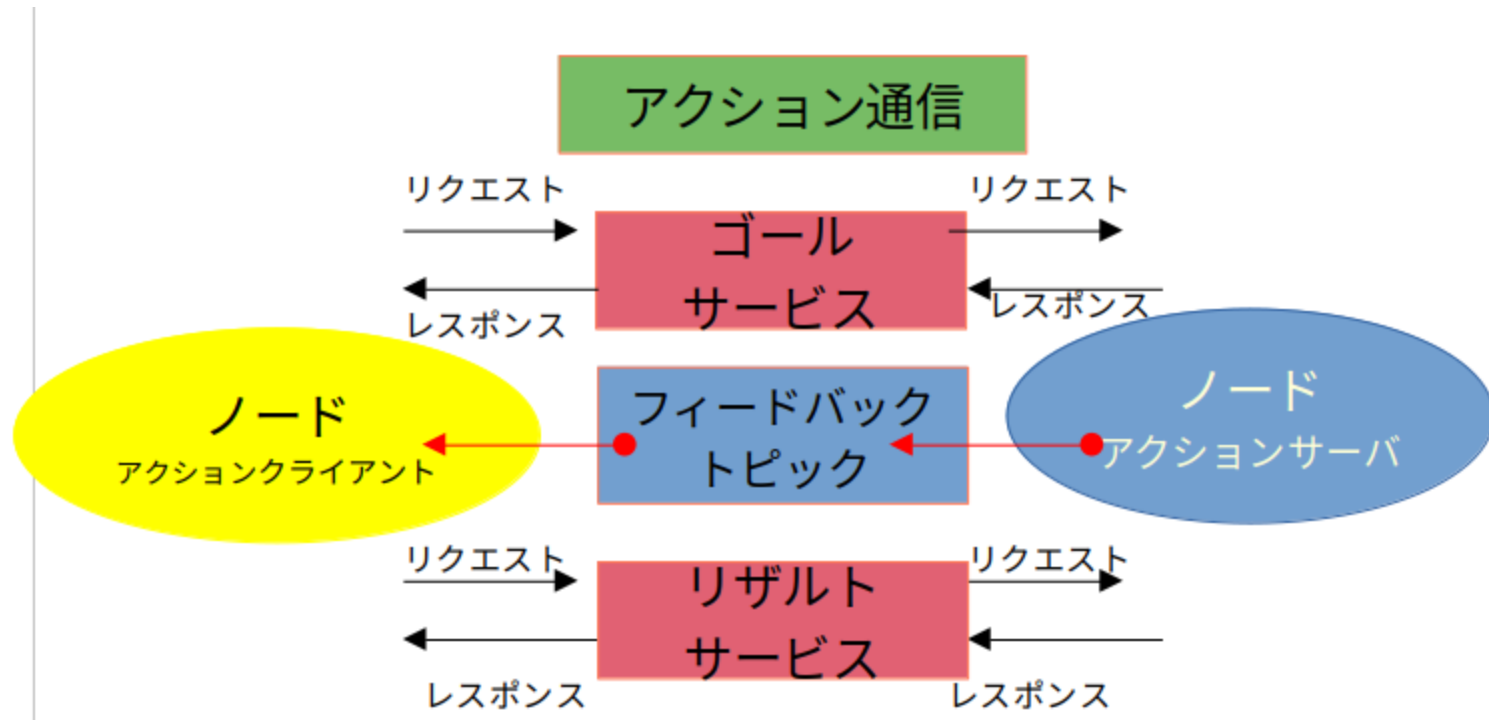 アクション通信
リクエスト
リクエスト
ゴール
サービス
レスポンス
レスポンス
ノード
アクションクライアント
フィードバック
トピック
ノード
アクションサーバ
リクエスト
リクエスト
リザルト
サービス
レスポンス
レスポンス